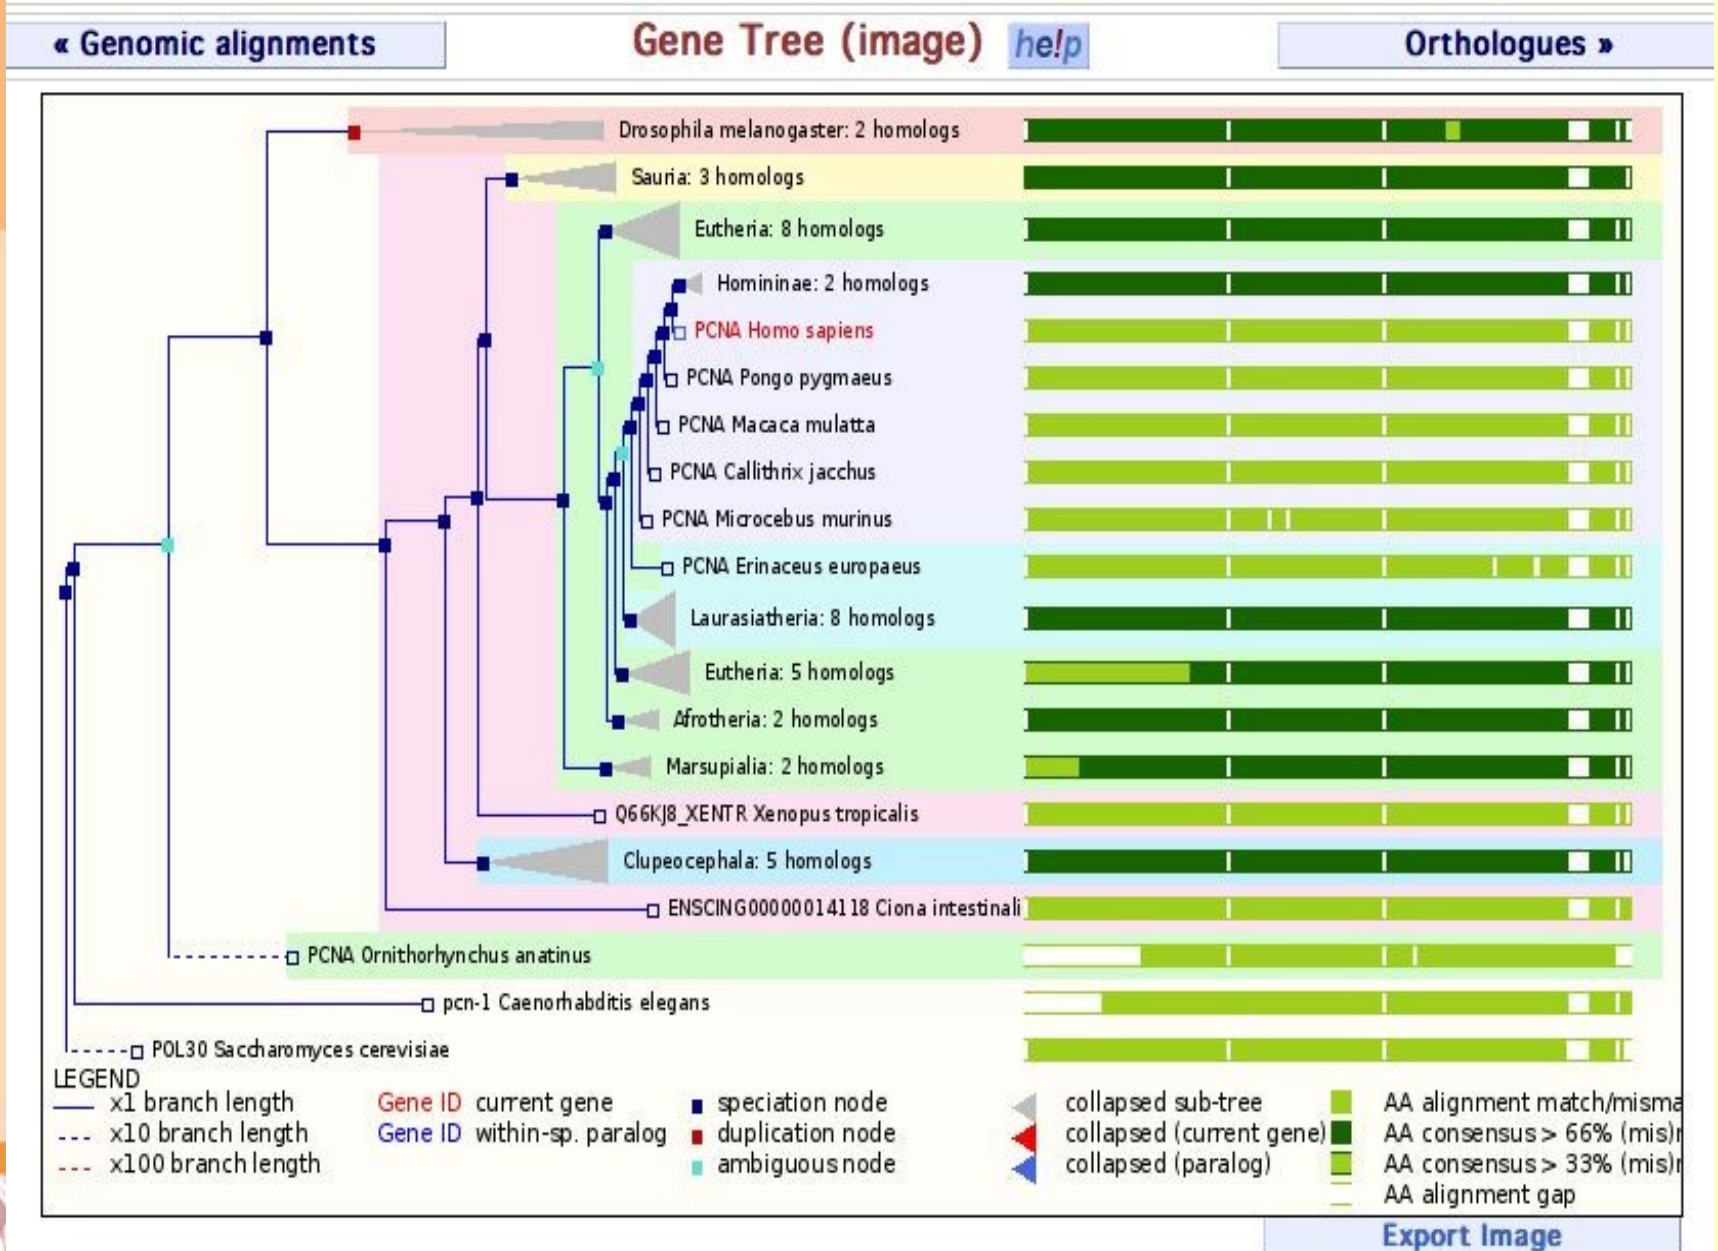 « Genomic alignments
Gene Tree (image)
he!p
Orthologues »
Drosophila melanogaster: 2 homologs
Sauria: 3 homologs
Eutheria: 8 homologs
Homininae: 2 homologs
PCNA Homo sapiens
PCNA Pongo pygmaeus
PCNA Macaca mulatta
PCNA Callithrix jacchus
PCNA Microcebus murinus
PCNA Erinaceus europaeus
Laurasiatheria: 8 homologs
Eutheria: 5 homologs
Afrotheria: 2 homologs
Marsupialia: 2 homologs
Q66KJ8_XENTR Xenopus tropicalis
Clupeocephala: 5 homologs
ENSCING00000014118 Ciona intestinali
PCNA Ornithorhynchus anatinus
pcn-1 Caenorhabditis elegans
POL30 Saccharomyces cerevisiae
LEGEND
x1 branch length
x10 branch length
x100 branch length
Gene ID current gene
Gene ID within-sp. paralog
speciation node
duplication node
ambiguous node
collapsed sub-tree
collapsed (current gene)
collapsed (paralog)
AA alignment match/misma
AA consensus > 66% (mis)r
AA consensus > 33% (mis)r
AA alignment gap
Export Image